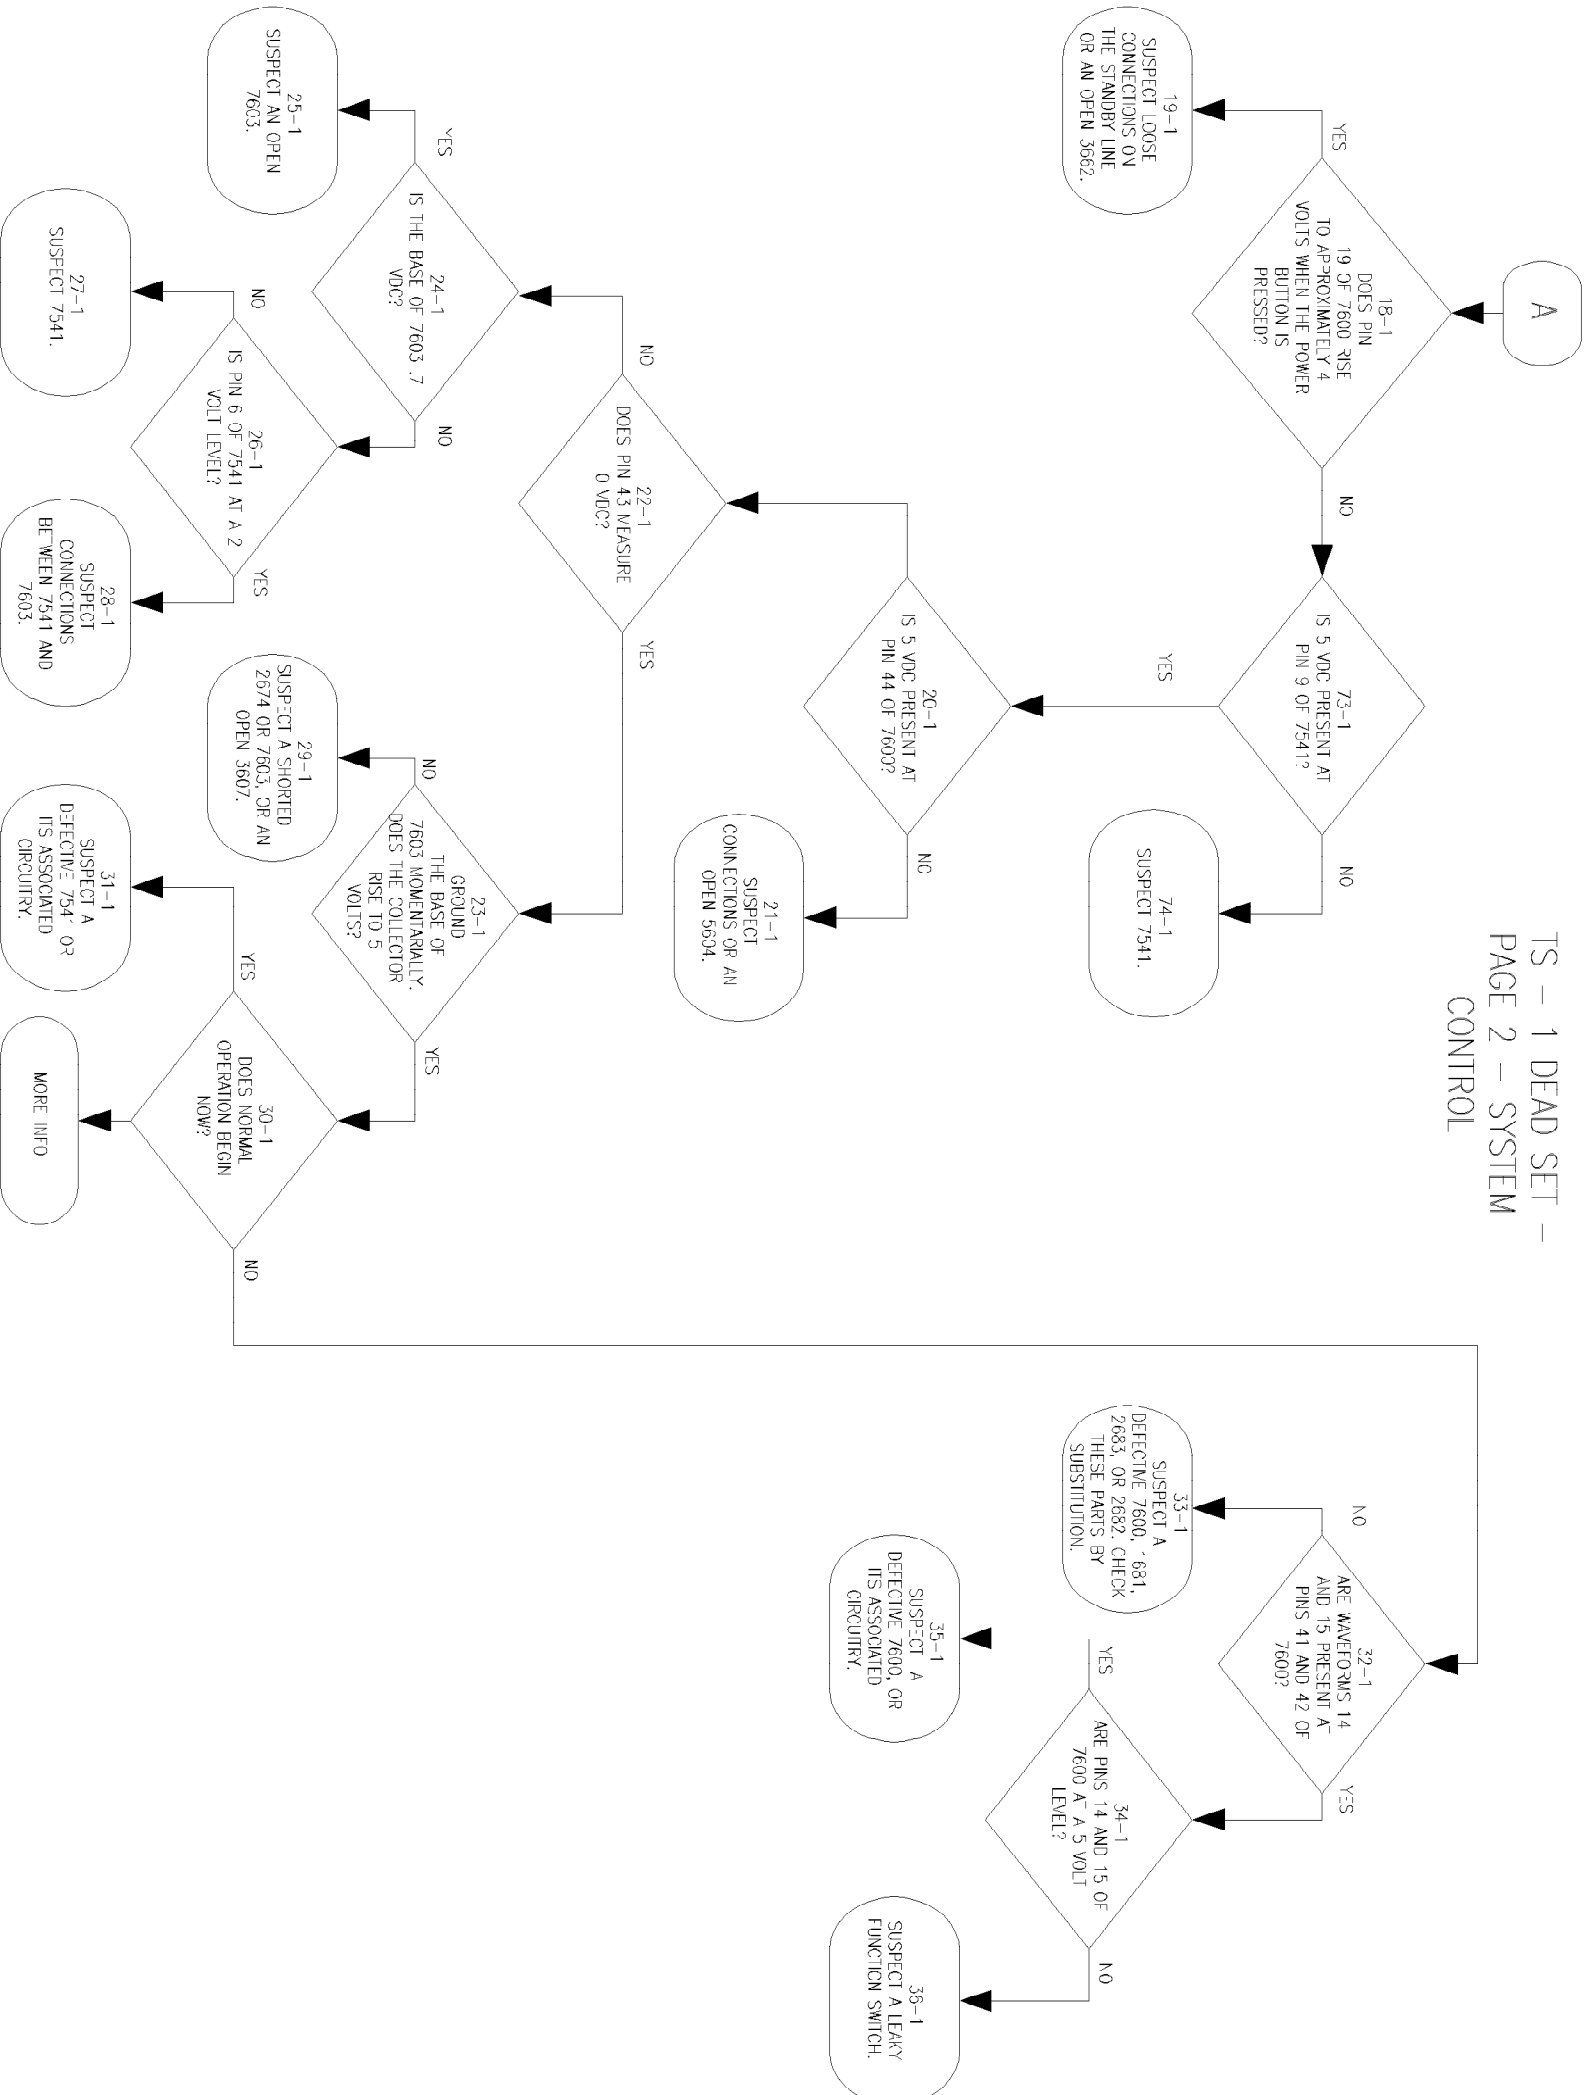 TS - 1 DEAD SET -
PAGE 2 - SYSTEM
CONTROL
A
18-1
DOES PIN
19 OF 7600 RISE
TO APPROXIMATELY 4
VOLTS WHEN THE POWER
BUTTON IS
PRESSED?
YES
NO
19-1
SUSPECT LOOSE
CONNECTIONS ON
THE STANDBY LINE
OR AN OPEN 3662.
73-1
IS 5 VDC PRESENT AT
PIN 9 OF 7541?
YES
NO
74-1
SUSPECT 7541.
20-1
IS 5 VDC PRESENT AT
PIN 44 OF 7600?
NO
21-1
SUSPECT
CONNECTIONS OR AN
OPEN 5604.
22-1
DOES PIN 43 MEASURE
0 VDC?
NO
YES
24-1
IS THE BASE OF 7603 .7
VDC?
YES
NO
25-1
SUSPECT AN OPEN
7603.
26-1
IS PIN 6 OF 7541 AT A 2
VOLT LEVEL?
NO
YES
27-1
SUSPECT 7541.
28-1
SUSPECT
CONNECTIONS
BETWEEN 7541 AND
7603.
23-1
GROUND
THE BASE OF
7603 MOMENTARIALLY.
DOES THE COLLECTOR
RISE TO 5
VOLTS?
NO
YES
29-1
SUSPECT A SHORTED
2674 OR 7603, OR AN
OPEN 3607.
30-1
DOES NORMAL
OPERATION BEGIN
NOW?
YES
NO
31-1
SUSPECT A
DEFECTIVE 7541 OR
ITS ASSOCIATED
CIRCUITRY.
MORE INFO
32-1
ARE WAVEFORMS 14
AND 15 PRESENT AT
PINS 41 AND 42 OF
7600?
NO
YES
33-1
SUSPECT A
DEFECTIVE 7600, 1681,
2683, OR 2682. CHECK
THESE PARTS BY
SUBSTITUTION.
34-1
ARE PINS 14 AND 15 OF
7600 AT A 5 VOLT
LEVEL?
YES
NO
35-1
SUSPECT A
DEFECTIVE 7600, OR
ITS ASSOCIATED
CIRCUITRY.
36-1
SUSPECT A LEAKY
FUNCTION SWITCH.